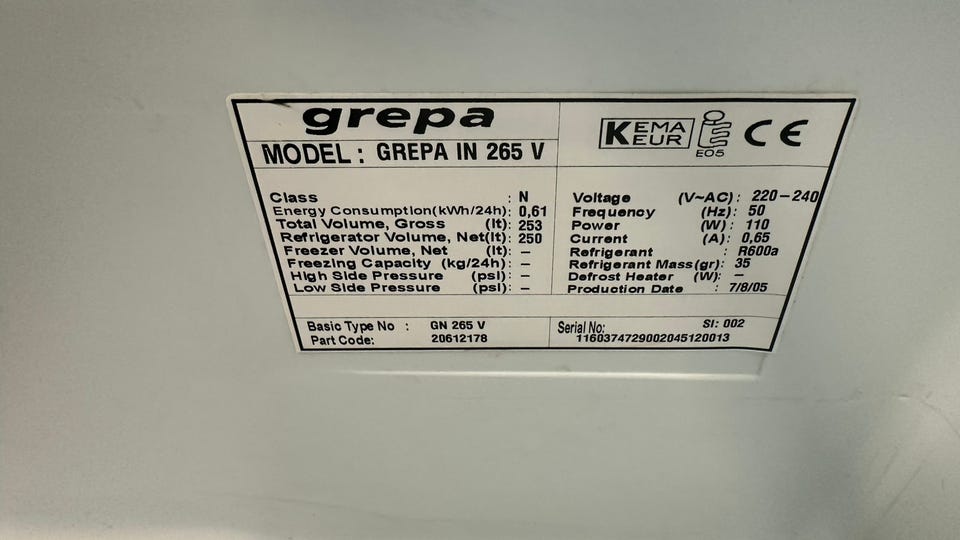 grepa
MODEL : GREPA IN 265 V
KEMA
KEUR
E05
CE
Class : N
Energy Consumption(kWh/24h): 0,61
Total Volume, Gross (lt): 253
Refrigerator Volume, Net(lt): 250
Freezer Volume, Net (lt): –
Freezing Capacity (kg/24h): –
High Side Pressure (psi): –
Low Side Pressure (psi): –
Voltage (V~AC) : 220-240
Frequency (Hz) : 50
Power (W) : 110
Current (A) : 0,65
Refrigerant : R600a
Refrigerant Mass(gr): 35
Defrost Heater (W): –
Production Date : 7/8/05
Basic Type No : GN 265 V
Part Code: 20612178
Serial No: SI: 002
1160374729002045120013